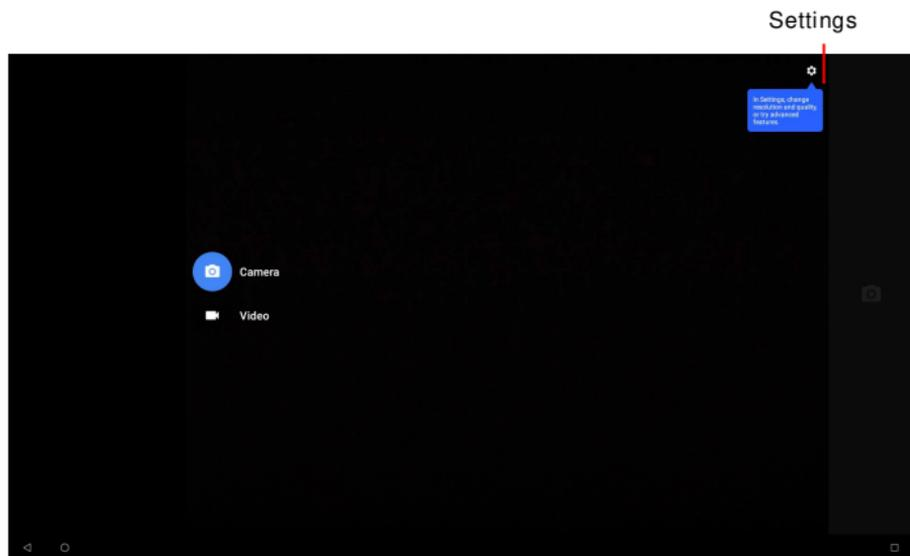 Settings
In Settings, change
resolution and quality,
or try advanced
features.
Camera
Video